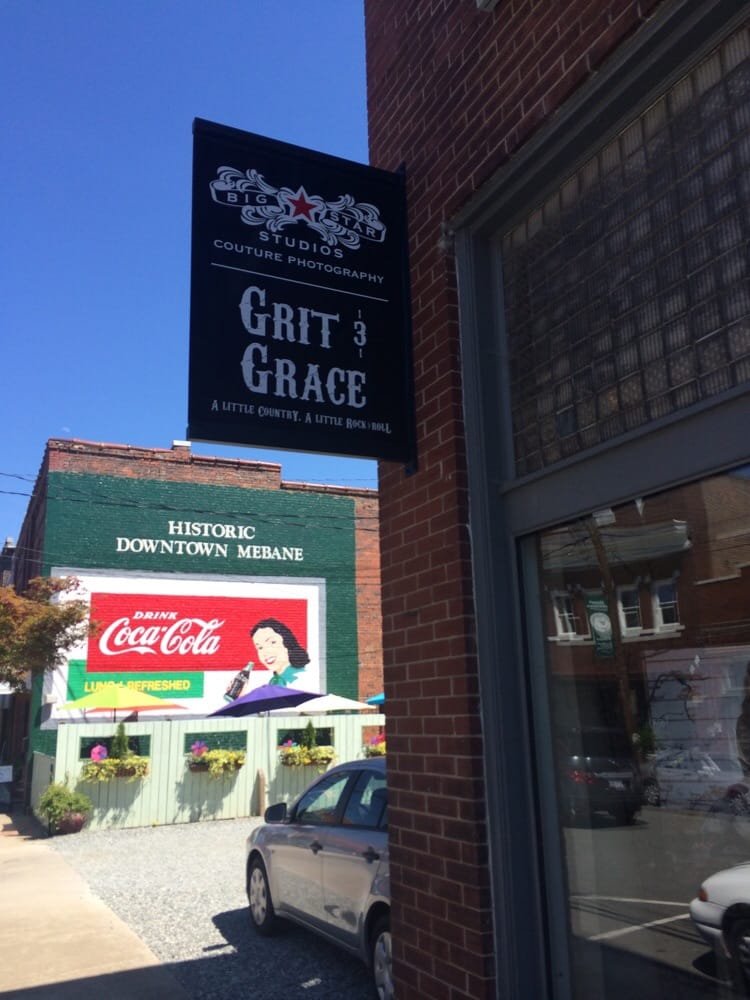 BIG STAR
STUDIOS
COUTURE PHOTOGRAPHY
GRIT &
GRACE
A LITTLE COUNTRY. A LITTLE ROCK & ROLL
HISTORIC
DOWNTOWN MEBANE
DRINK
Coca-Cola
REFRESHED